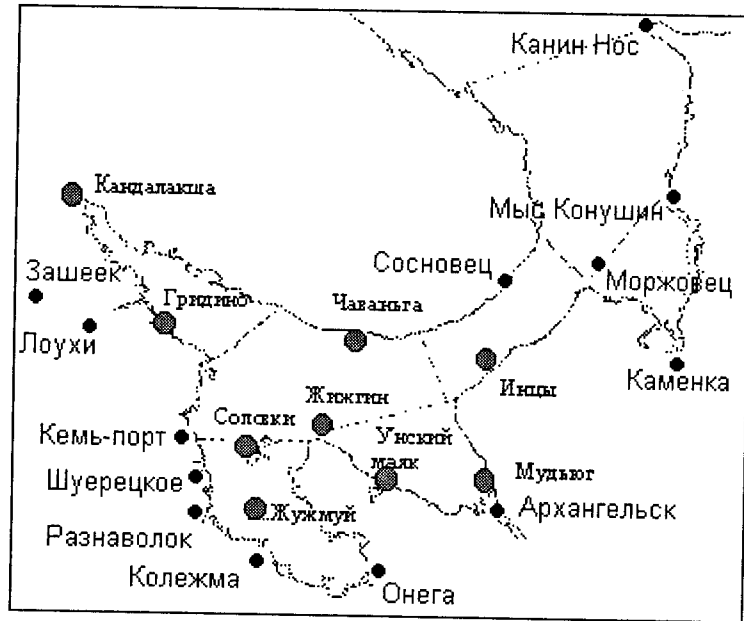 Канин Нос
Кандалакша
Мыс Конушин
Зашеек
Сосновец
Моржовец
Гридино
Чаваньга
Лоухи
Инцы
Каменка
Жижгин
Соловки
Кемь-порт
Унский
маяк
Мудьюг
Шуерецкое
Жужмуй
Архангельск
Разнаволок
Колежма
Онега